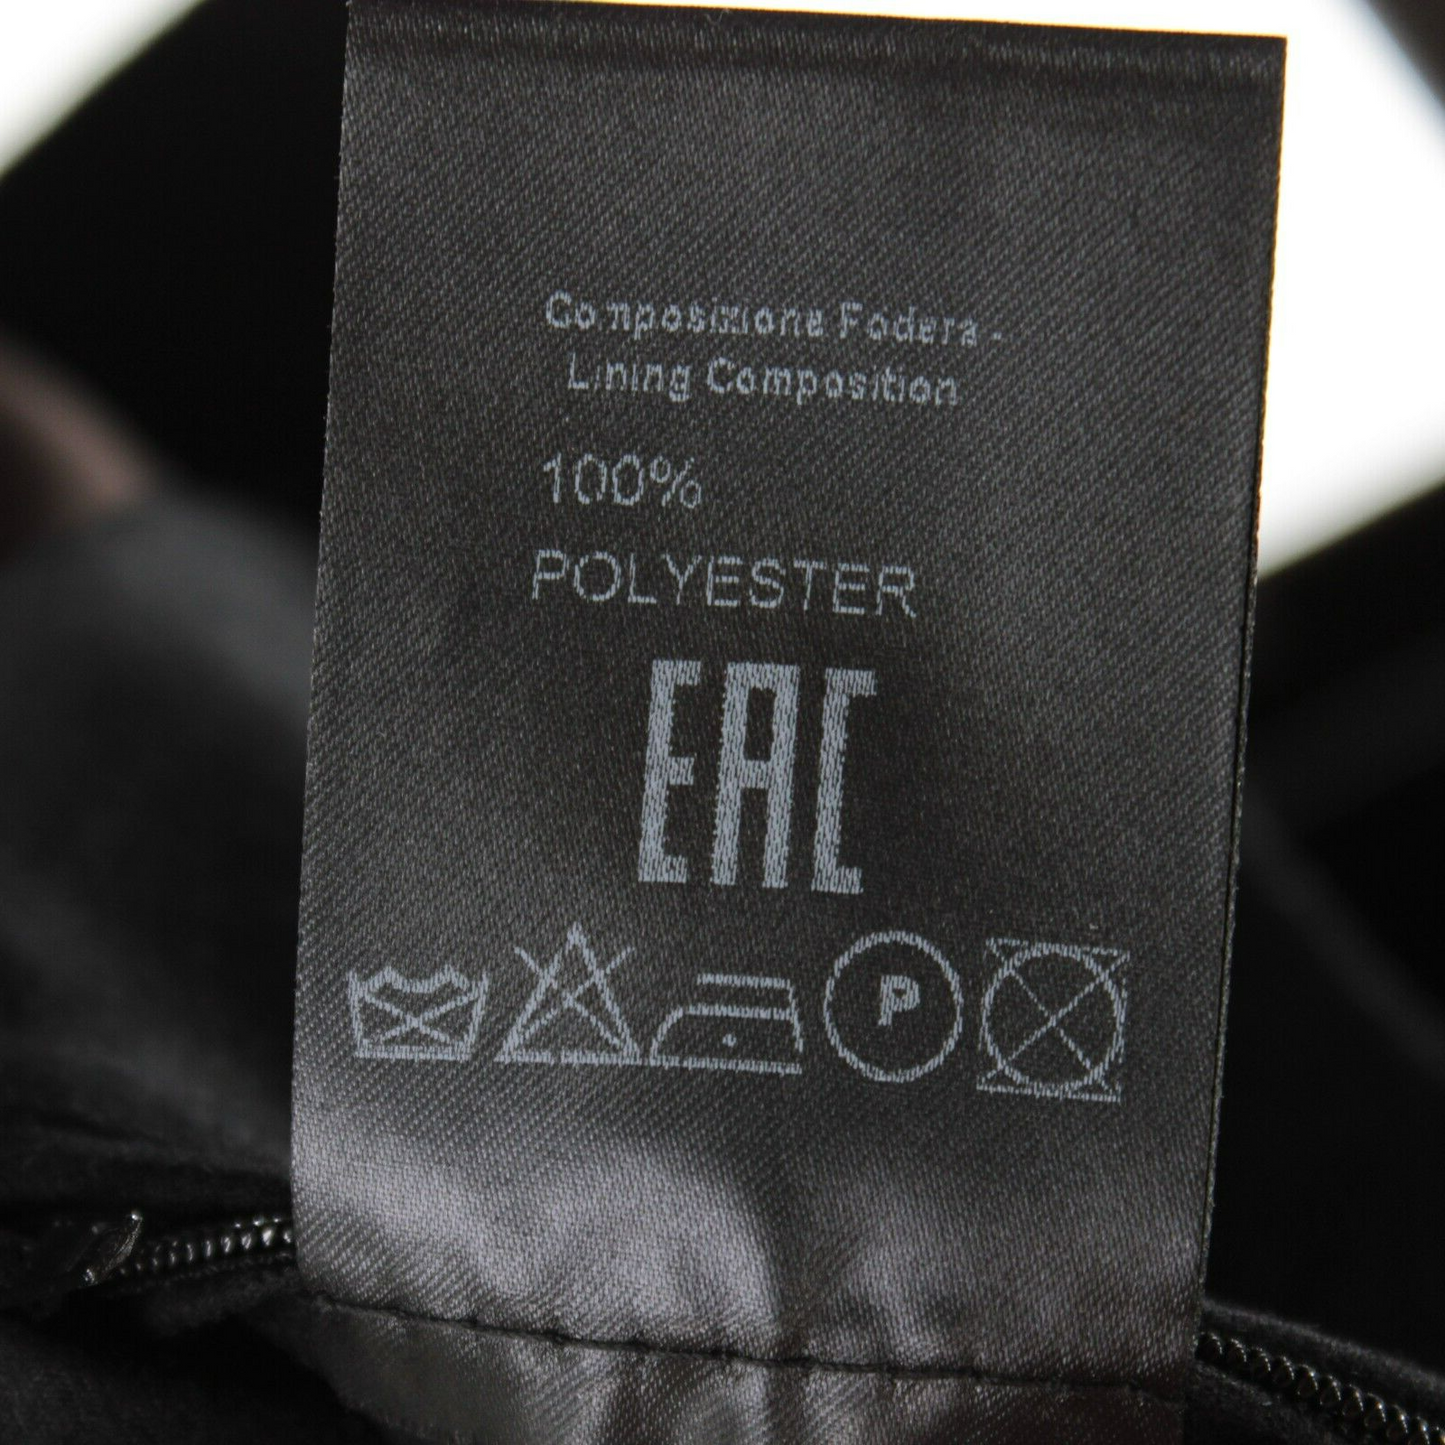 Composizione Fodera -
Lining Composition
100%
POLYESTER
EAC
P